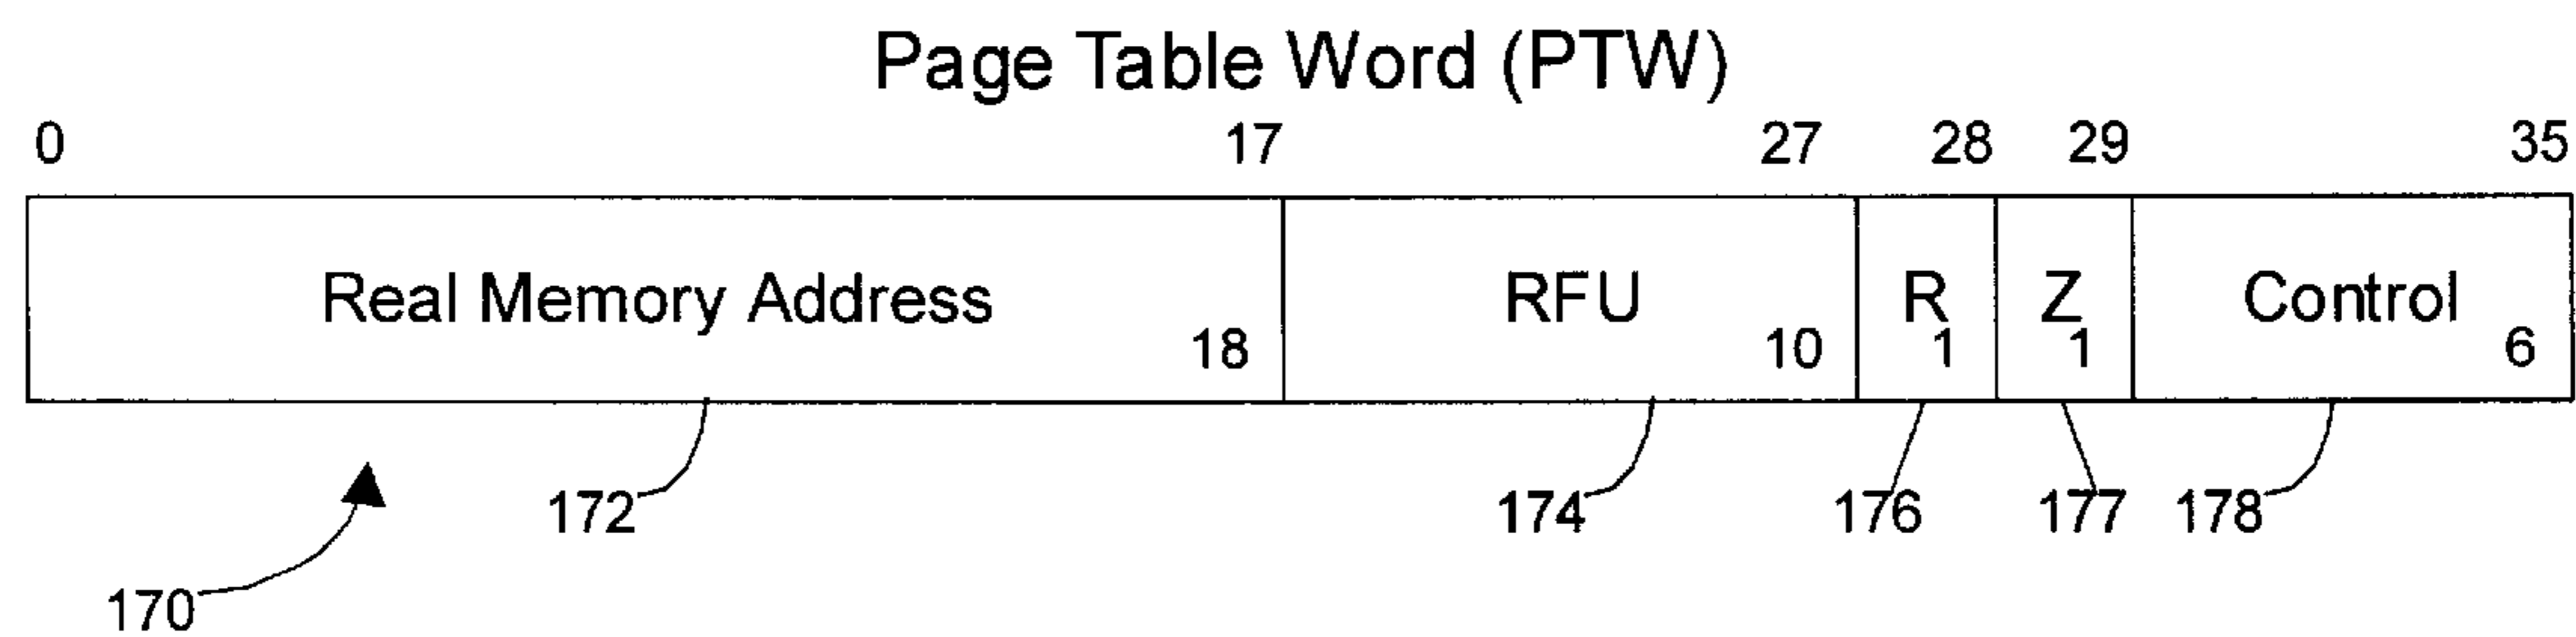 Page Table Word (PTW)
0 17 27 28 29 35
Real Memory Address RFU R Z Control
18 10 1 1 6
172 174 176 177 178
170